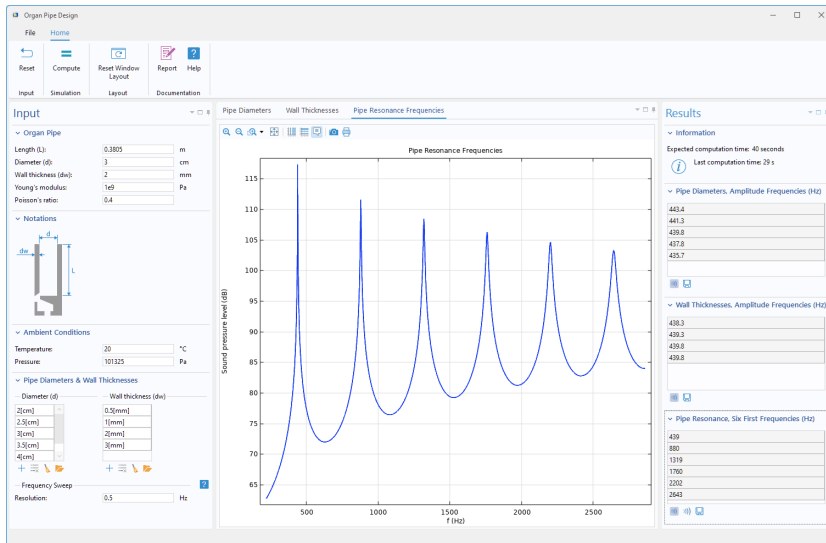 Organ Pipe Design
File Home
Reset Compute Reset Window Layout Report Help
Input Simulation Layout Documentation
Input
Organ Pipe
Length (L): 0.3805 m
Diameter (d): 3 cm
Wall thickness (dw): 2 mm
Young's modulus: 1e9 Pa
Poisson's ratio: 0.4
Notations
d
dw
L
Ambient Conditions
Temperature: 20 °C
Pressure: 101325 Pa
Pipe Diameters & Wall Thicknesses
Diameter (d) Wall thickness (dw)
2[cm] 0.5[mm]
2.5[cm] 1[mm]
3[cm] 2[mm]
3.5[cm] 3[mm]
4[cm]
Frequency Sweep
Resolution: 0.5 Hz
Pipe Diameters Wall Thicknesses Pipe Resonance Frequencies
Pipe Resonance Frequencies
Sound pressure level (dB)
115
110
105
100
95
90
85
80
75
70
65
500 1000 1500 2000 2500
f (Hz)
Results
Information
Expected computation time: 40 seconds
Last computation time: 29 s
Pipe Diameters, Amplitude Frequencies (Hz)
443.4
441.3
439.8
437.8
435.7
Wall Thicknesses, Amplitude Frequencies (Hz)
438.3
439.3
439.8
439.8
Pipe Resonance, Six First Frequencies (Hz)
439
880
1319
1760
2202
2643